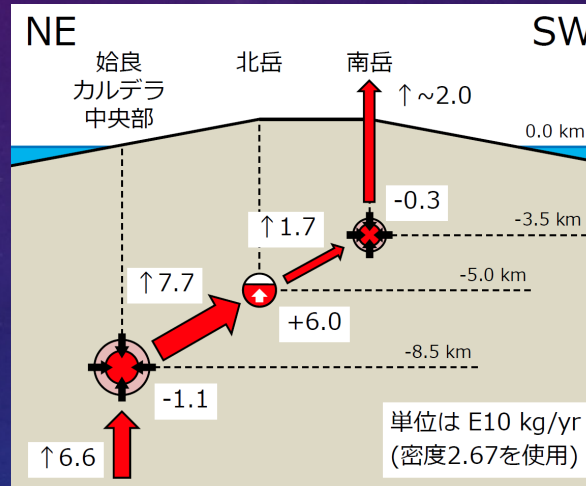 NE
SW
姶良
カルデラ
中央部
北岳
南岳
↑~2.0
0.0 km
-0.3
-3.5 km
↑1.7
-5.0 km
↑7.7
+6.0
-8.5 km
-1.1
↑6.6
単位は E10 kg/yr
(密度2.67を使用)